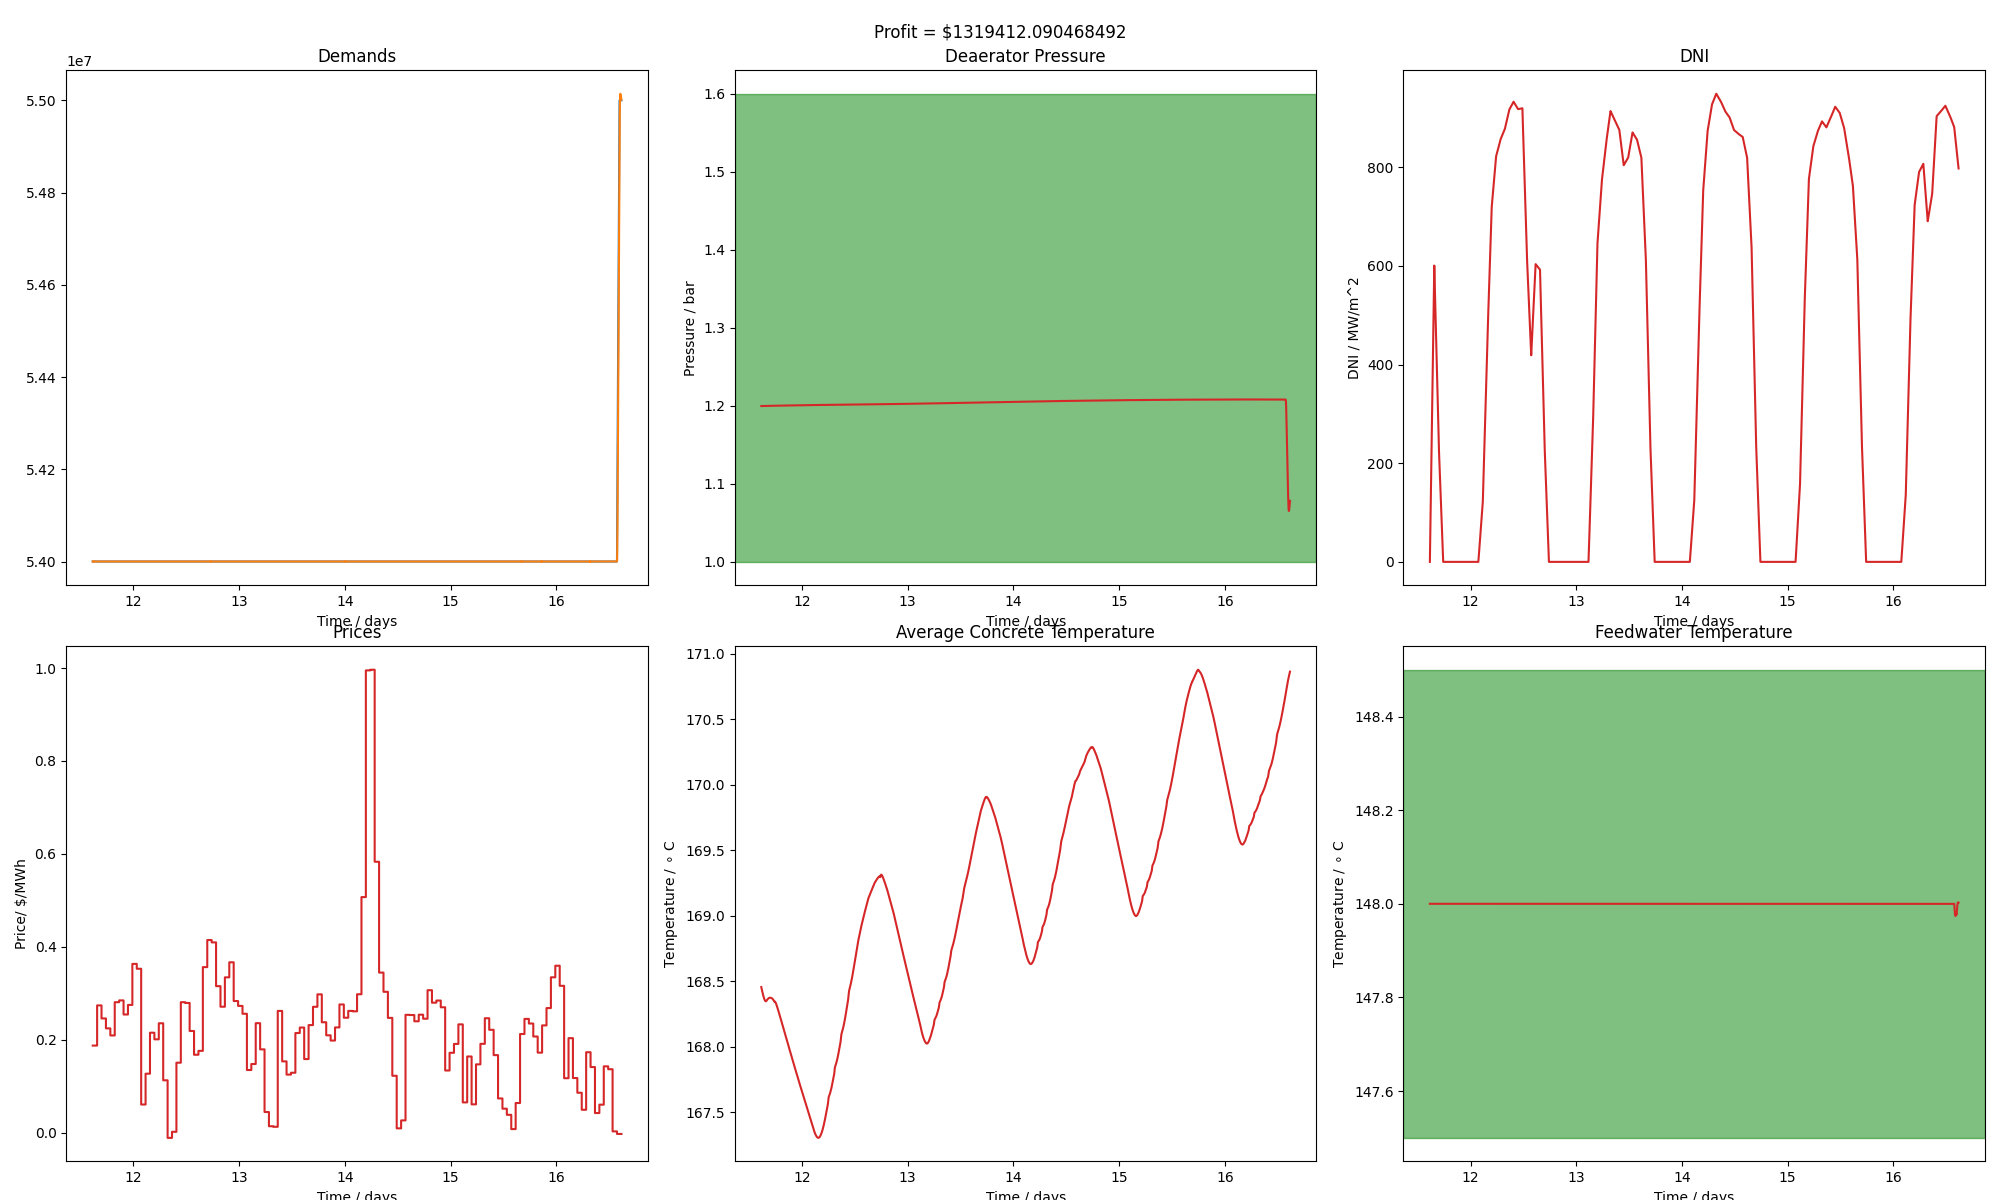 Profit = $1319412.090468492
Demands
1e7
5.50
5.48
5.46
5.44
5.42
5.40
12 13 14 15 16
Time / days
Deaerator Pressure
Pressure / bar
1.6
1.5
1.4
1.3
1.2
1.1
1.0
12 13 14 15 16
Time / days
DNI
DNI / MW/m^2
800
600
400
200
0
12 13 14 15 16
Time / days
Prices
Price/ $/MWh
1.0
0.8
0.6
0.4
0.2
0.0
12 13 14 15 16
Time / days
Average Concrete Temperature
Temperature / ∘ C
171.0
170.5
170.0
169.5
169.0
168.5
168.0
167.5
12 13 14 15 16
Time / days
Feedwater Temperature
Temperature / ∘ C
148.4
148.2
148.0
147.8
147.6
12 13 14 15 16
Time / days